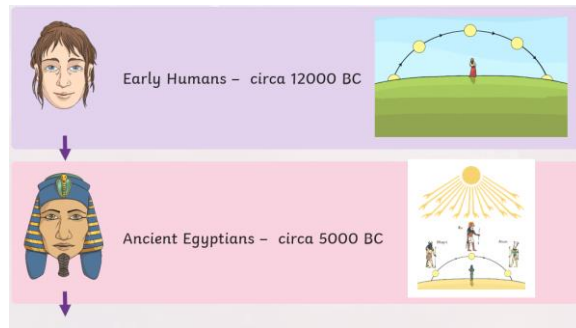 Early Humans – circa 12000 BC
Ancient Egyptians – circa 5000 BC